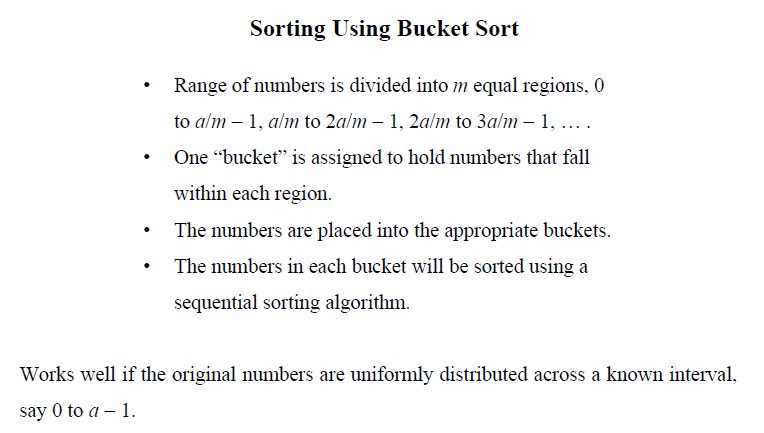 Sorting Using Bucket Sort
• Range of numbers is divided into m equal regions, 0
to a/m – 1, a/m to 2a/m – 1, 2a/m to 3a/m – 1, … .
• One “bucket” is assigned to hold numbers that fall
within each region.
• The numbers are placed into the appropriate buckets.
• The numbers in each bucket will be sorted using a
sequential sorting algorithm.
Works well if the original numbers are uniformly distributed across a known interval,
say 0 to a – 1.